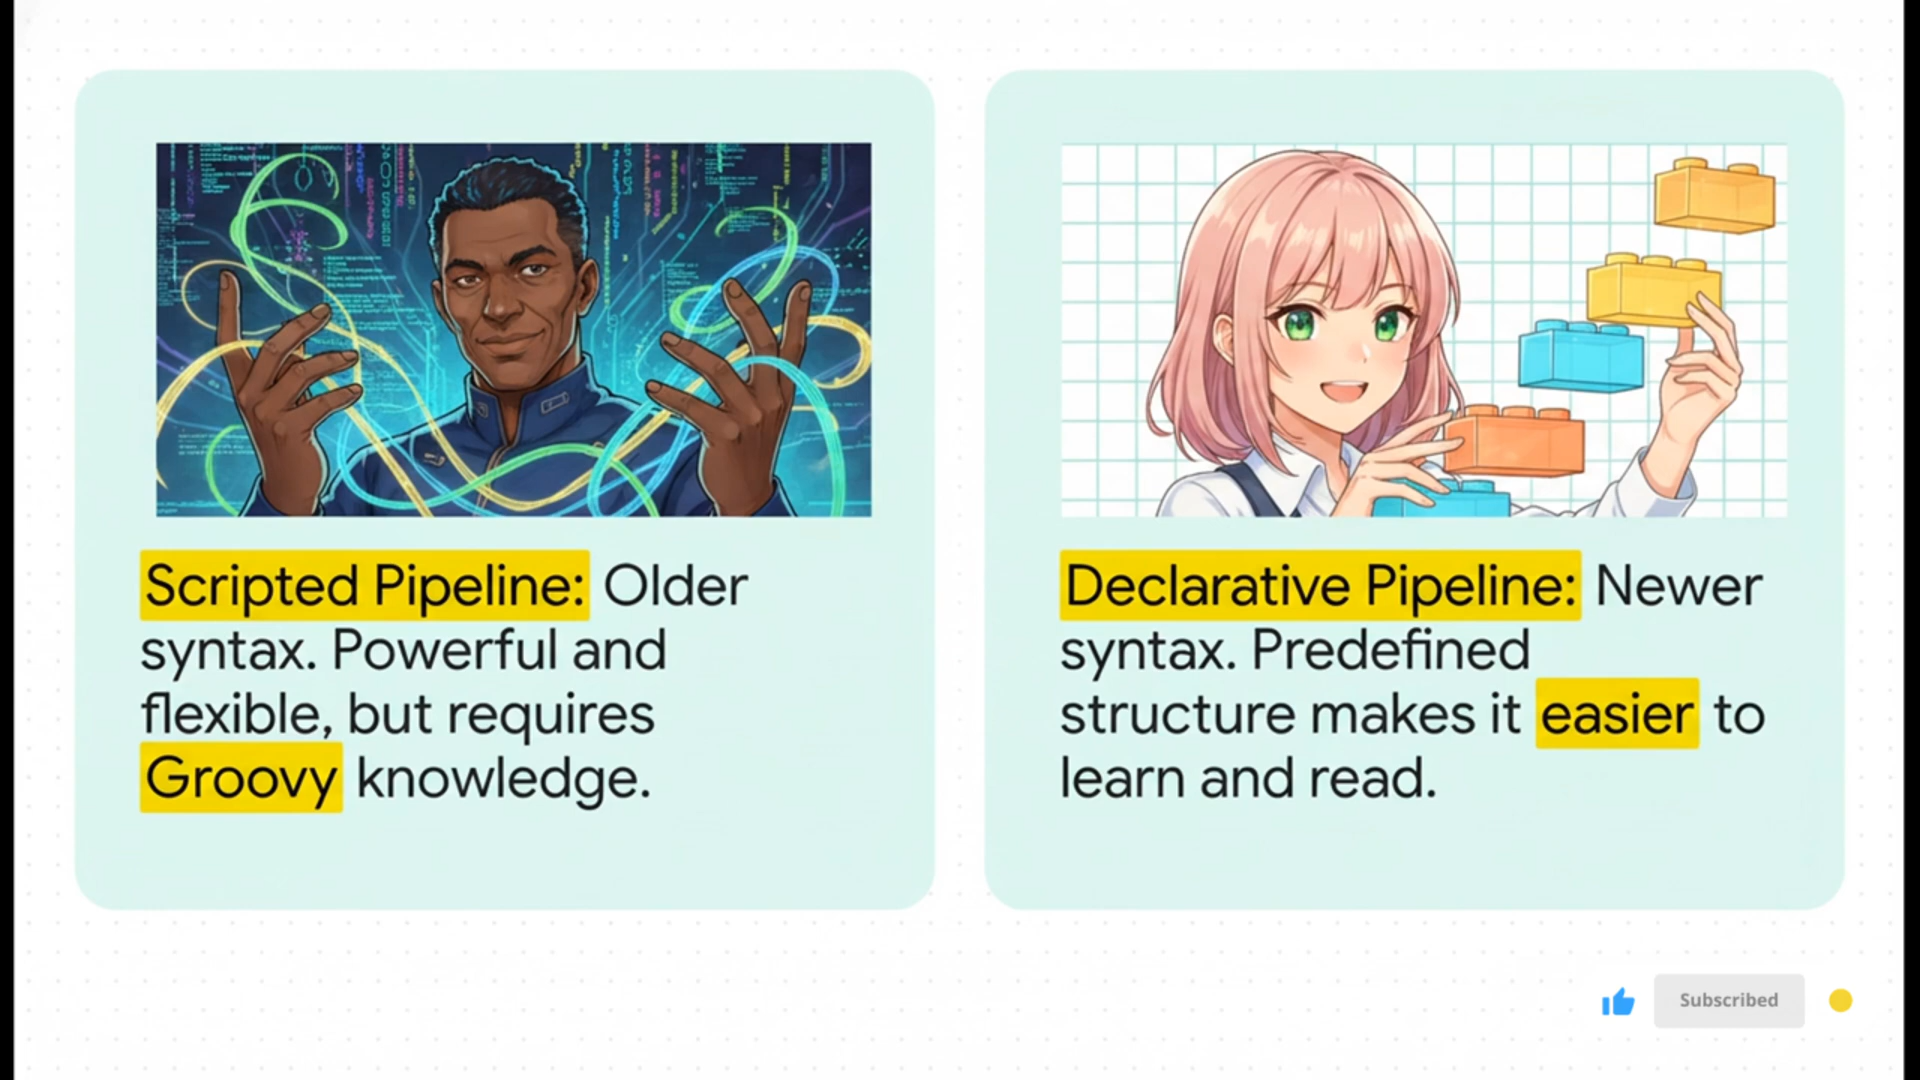 Scripted Pipeline: Older
syntax. Powerful and
flexible, but requires
Groovy knowledge.
Declarative Pipeline: Newer
syntax. Predefined
structure makes it easier to
learn and read.
Subscribed